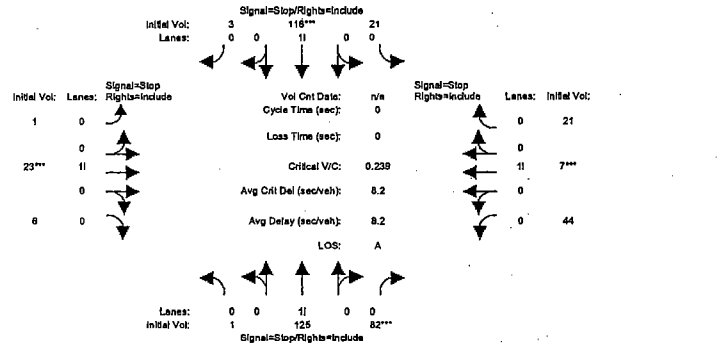 Signal=Stop/Rights=Include
Initial Vol: 3 116*** 21
Lanes: 0 0 1! 0 0
Signal=Stop
Initial Vol: Lanes: Rights=Include
Vol Cnt Date: n/a
Signal=Stop
Rights=Include Lanes: Initial Vol:
Cycle Time (sec): 0
1 0
0 21
Loss Time (sec): 0
0
0
23*** 1!
Critical V/C: 0.239
1! 7***
0
Avg Crit Del (sec/veh): 8.2
0
6 0
Avg Delay (sec/veh): 8.2
0 44
LOS: A
Lanes: 0 0 1! 0 0
Initial Vol: 1 125 82***
Signal=Stop/Rights=Include